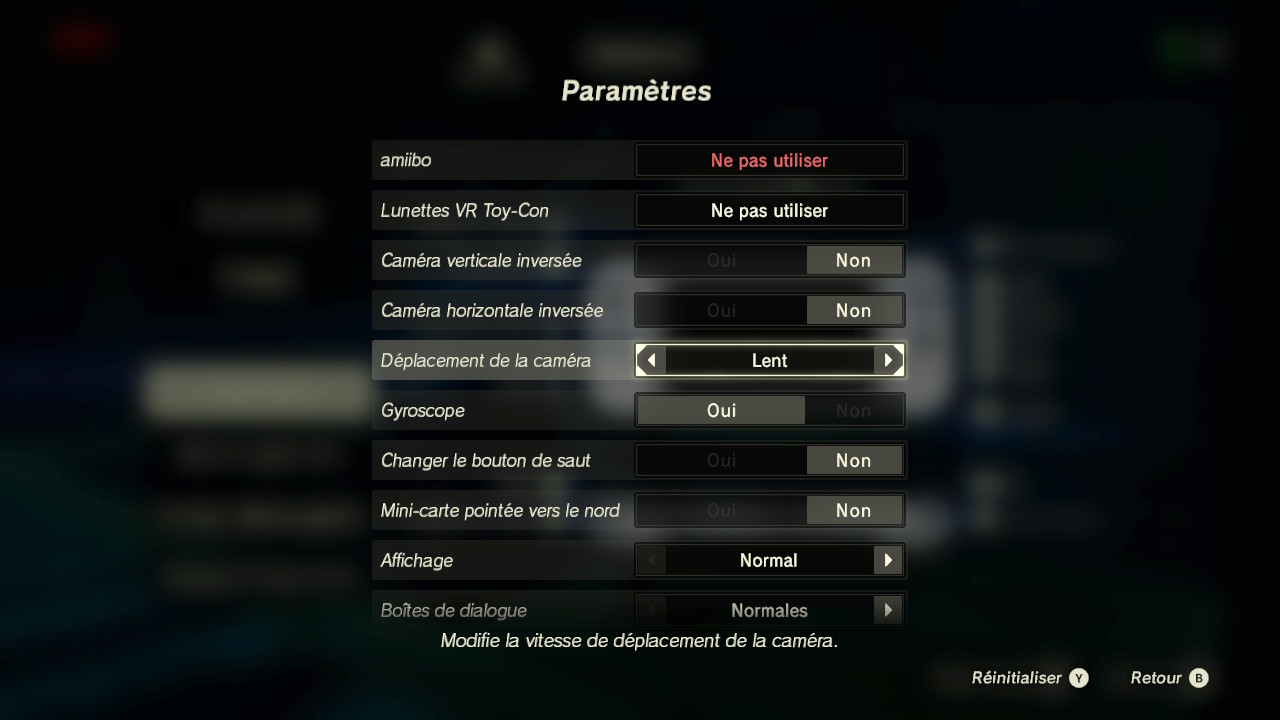 Paramètres
amiibo Ne pas utiliser
Lunettes VR Toy-Con Ne pas utiliser
Caméra verticale inversée Oui Non
Caméra horizontale inversée Oui Non
Déplacement de la caméra Lent
Gyroscope Oui Non
Changer le bouton de saut Oui Non
Mini-carte pointée vers le nord Oui Non
Affichage Normal
Boîtes de dialogue Normales
Modifie la vitesse de déplacement de la caméra.
Réinitialiser Y Retour B